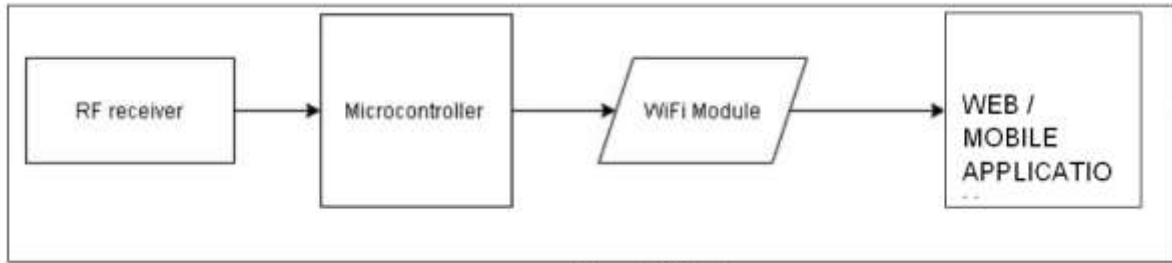 RF receiver
Microcontroller
WiFi Module
WEB /
MOBILE
APPLICATIO